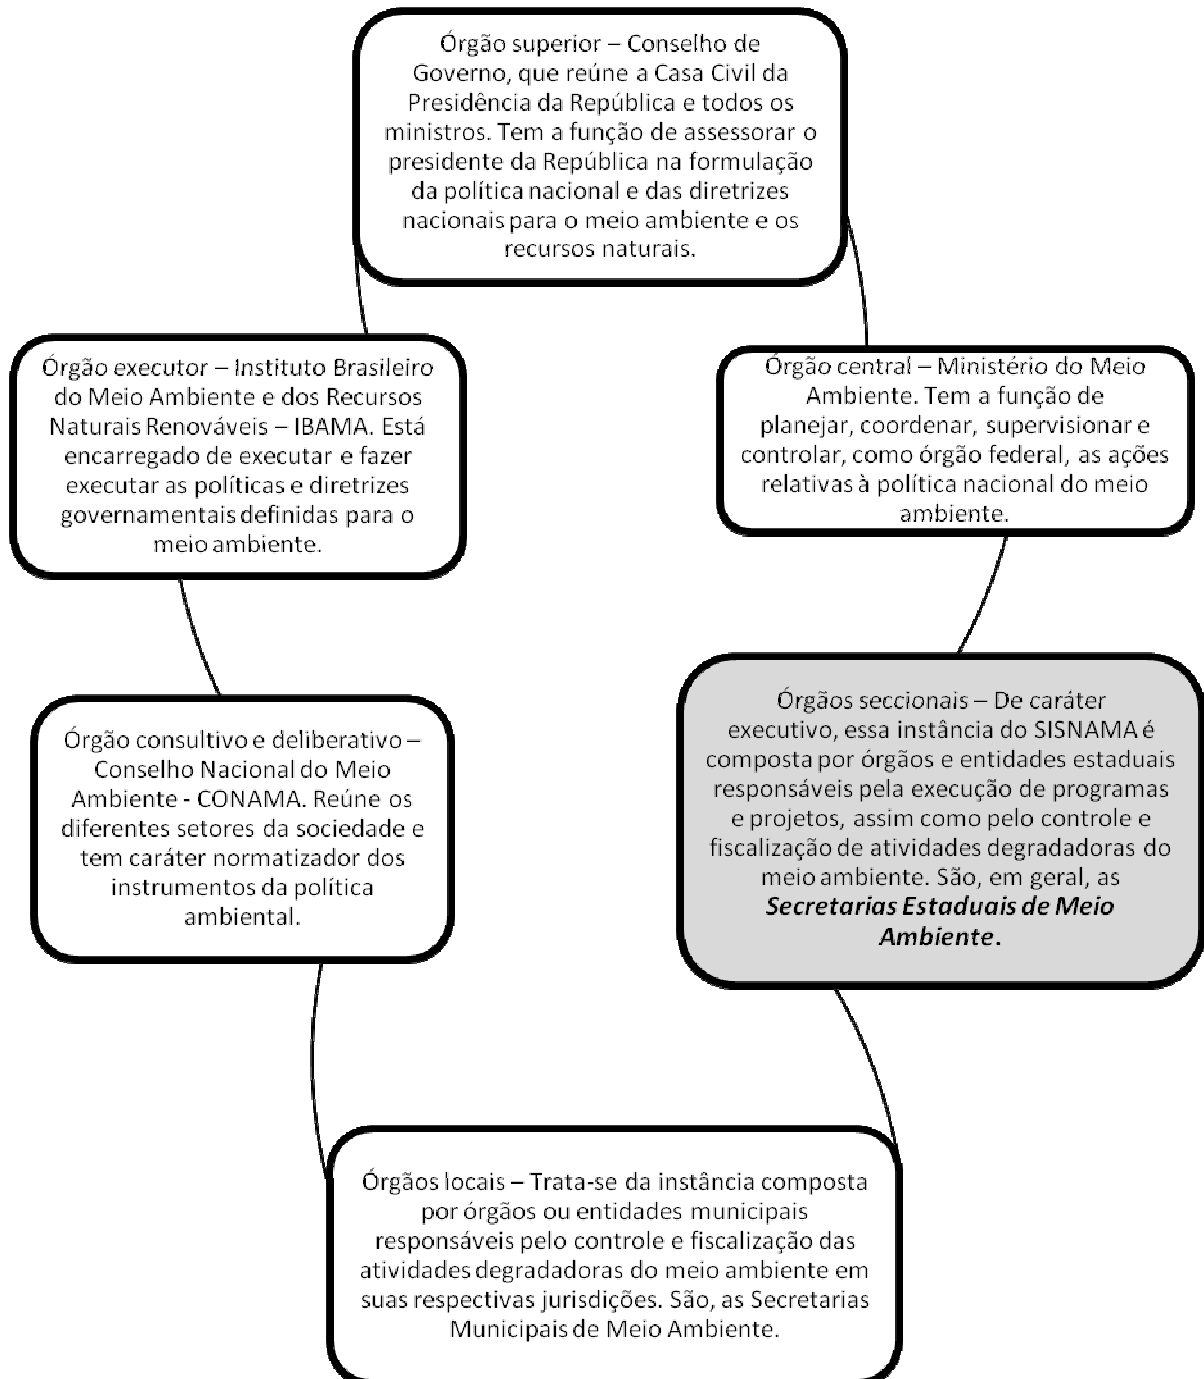 Órgão superior – Conselho de
Governo, que reúne a Casa Civil da
Presidência da República e todos os
ministros. Tem a função de assessorar o
presidente da República na formulação
da política nacional e das diretrizes
nacionais para o meio ambiente e os
recursos naturais.
Órgão executor – Instituto Brasileiro
do Meio Ambiente e dos Recursos
Naturais Renováveis – IBAMA. Está
encarregado de executar e fazer
executar as políticas e diretrizes
governamentais definidas para o
meio ambiente.
Órgão central – Ministério do Meio
Ambiente. Tem a função de
planejar, coordenar, supervisionar e
controlar, como órgão federal, as ações
relativas à política nacional do meio
ambiente.
Órgão consultivo e deliberativo –
Conselho Nacional do Meio
Ambiente - CONAMA. Reúne os
diferentes setores da sociedade e
tem caráter normatizador dos
instrumentos da política
ambiental.
Órgãos seccionais – De caráter
executivo, essa instância do SISNAMA é
composta por órgãos e entidades estaduais
responsáveis pela execução de programas
e projetos, assim como pelo controle e
fiscalização de atividades degradadoras do
meio ambiente. São, em geral, as
Secretarias Estaduais de Meio
Ambiente.
Órgãos locais – Trata-se da instância composta
por órgãos ou entidades municipais
responsáveis pelo controle e fiscalização das
atividades degradadoras do meio ambiente em
suas respectivas jurisdições. São, as Secretarias
Municipais de Meio Ambiente.